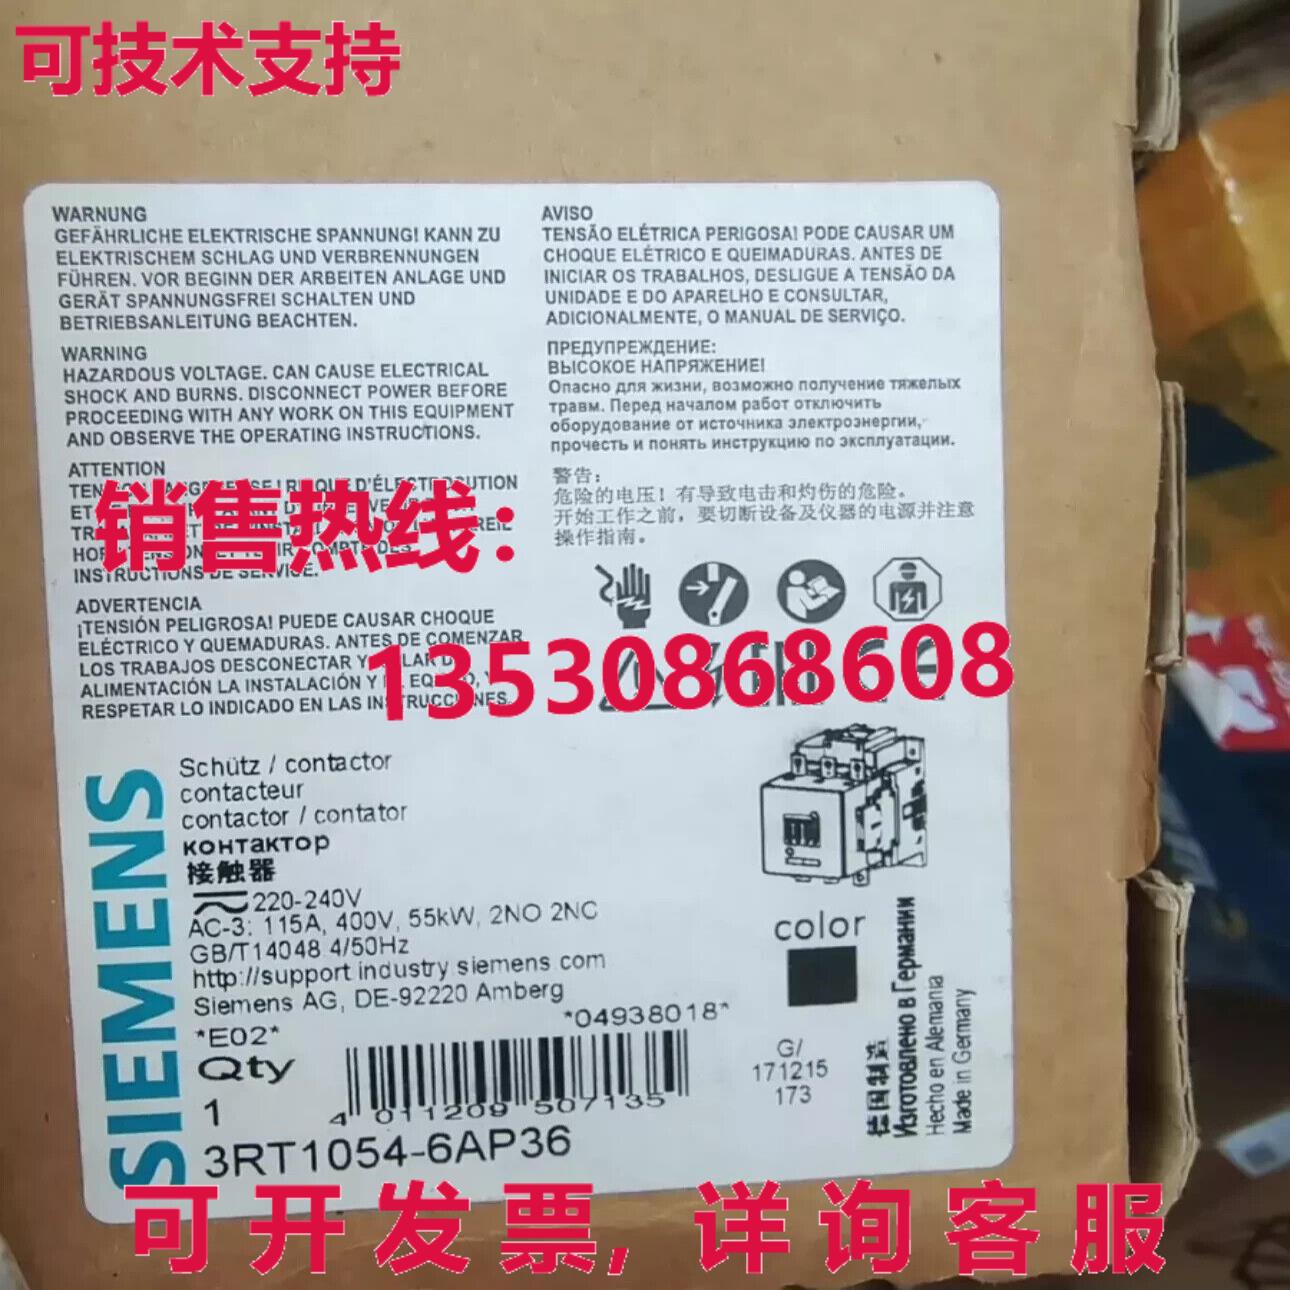 可技术支持
WARNUNG
GEFÄHRLICHE ELEKTRISCHE SPANNUNG! KANN ZU
ELEKTRISCHEM SCHLAG UND VERBRENNUNGEN
FÜHREN. VOR BEGINN DER ARBEITEN ANLAGE UND
GERÄT SPANNUNGSFREI SCHALTEN UND
BETRIEBSANLEITUNG BEACHTEN.
WARNING
HAZARDOUS VOLTAGE. CAN CAUSE ELECTRICAL
SHOCK AND BURNS. DISCONNECT POWER BEFORE
PROCEEDING WITH ANY WORK ON THIS EQUIPMENT
AND OBSERVE THE OPERATING INSTRUCTIONS.
ATTENTION
D'ÉLECTROCUTION
ET
INSTRUCTIONS DE SERVICE.
销售热线:
ADVERTENCIA
¡TENSIÓN PELIGROSA! PUEDE CAUSAR CHOQUE
ELÉCTRICO Y QUEMADURAS. ANTES DE COMENZAR
LOS TRABAJOS DESCONECTAR Y
ALIMENTACIÓN LA INSTALACIÓN Y
RESPETAR LO INDICADO EN LAS INSTRUCCIONES.
AVISO
TENSÃO ELÉTRICA PERIGOSA! PODE CAUSAR UM
CHOQUE ELÉTRICO E QUEIMADURAS. ANTES DE
INICIAR OS TRABALHOS, DESLIGUE A TENSÃO DA
UNIDADE E DO APARELHO E CONSULTAR,
ADICIONALMENTE, O MANUAL DE SERVIÇO.
ПРЕДУПРЕЖДЕНИЕ:
ВЫСОКОЕ НАПРЯЖЕНИЕ!
Опасно для жизни, возможно получение тяжелых
травм. Перед началом работ отключить
оборудование от источника электроэнергии,
прочесть и понять инструкцию по эксплуатации.
警告:
危险的电压! 有导致电击和灼伤的危险。
开始工作之前, 要切断设备及仪器的电源并注意
操作指南。
13530868608
SIEMENS
Schütz / contactor
contacteur
contactor / contator
контактор
接触器
220-240V
AC-3: 115A, 400V, 55kW, 2NO 2NC
GB/T14048.4/50Hz
http://support.industry.siemens.com
Siemens AG, DE-92220 Amberg
*E02*
*04938018*
Qty
1
4 011209 507135
3RT1054-6AP36
color
G/
171215
173
德国制造
Изготовлено в Германии
Hecho en Alemania
Made in Germany
可开发票, 详询客服